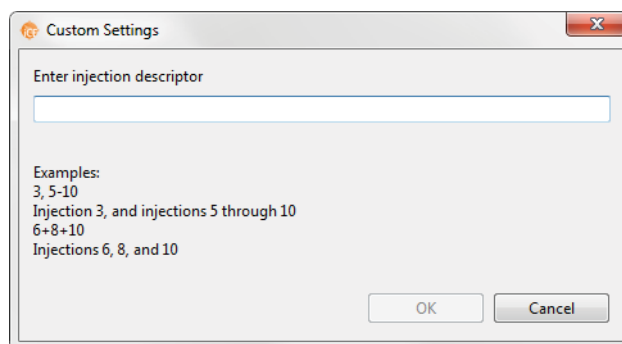 Custom Settings
Enter injection descriptor
Examples:
3, 5-10
Injection 3, and injections 5 through 10
6+8+10
Injections 6, 8, and 10
OK
Cancel